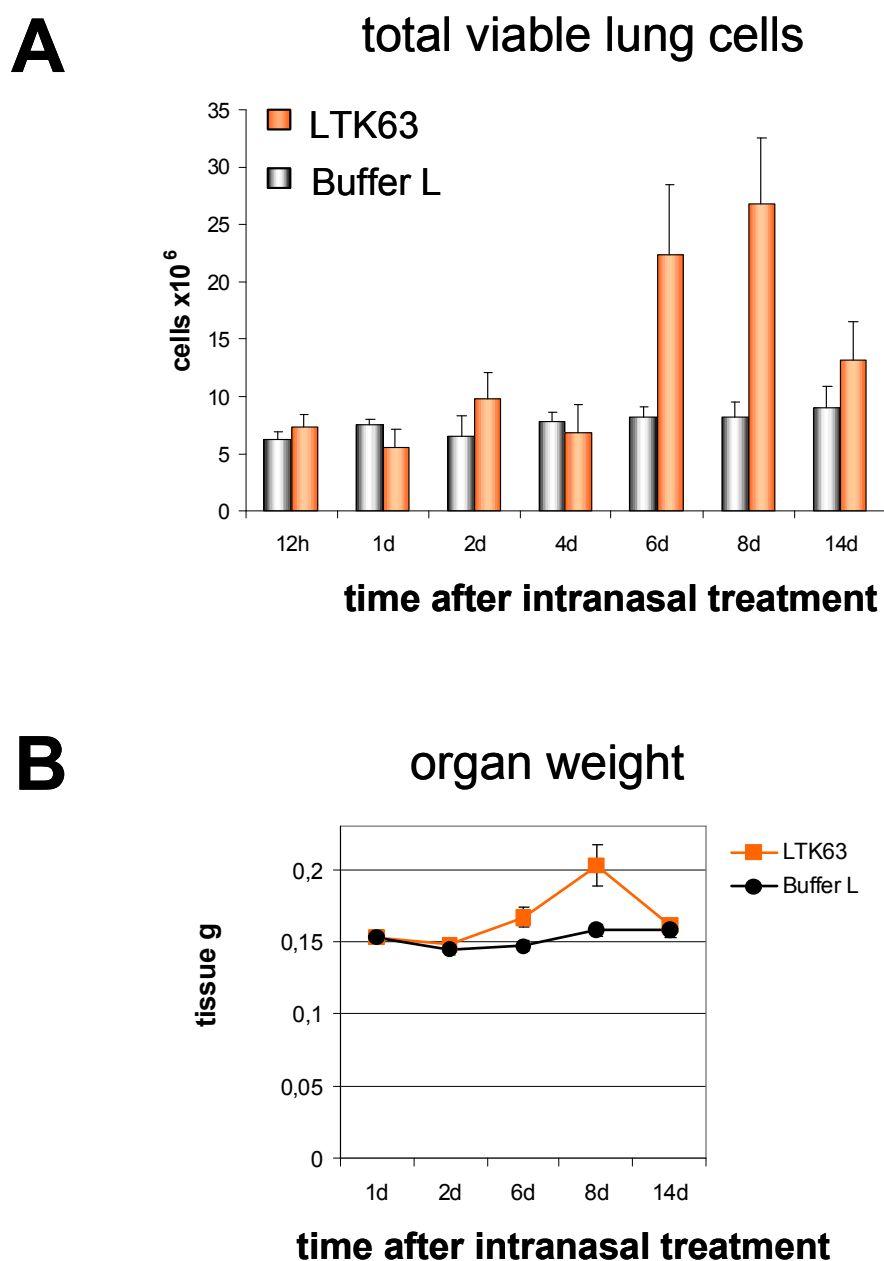 A
total viable lung cells
35
30
25
20
15
10
5
0
LTK63
Buffer L
cells x10⁶
12h 1d 2d 4d 6d 8d 14d
time after intranasal treatment
B
organ weight
0,2
0,15
0,1
0,05
0
tissue g
LTK63
Buffer L
1d 2d 6d 8d 14d
time after intranasal treatment